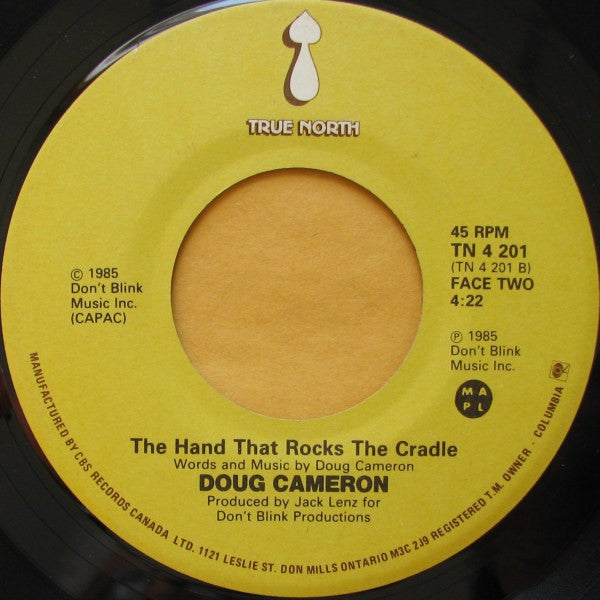 TRUE NORTH
45 RPM
TN 4 201
(TN 4 201 B)
FACE TWO
4:22
© 1985
Don't Blink
Music Inc.
(CAPAC)
℗ 1985
Don't Blink
Music Inc.
M A
P L
The Hand That Rocks The Cradle
Words and Music by Doug Cameron
DOUG CAMERON
Produced by Jack Lenz for
Don't Blink Productions
MANUFACTURED BY CBS RECORDS CANADA LTD. 1121 LESLIE ST. DON MILLS ONTARIO M3C 2J9 REGISTERED T.M. OWNER - COLUMBIA